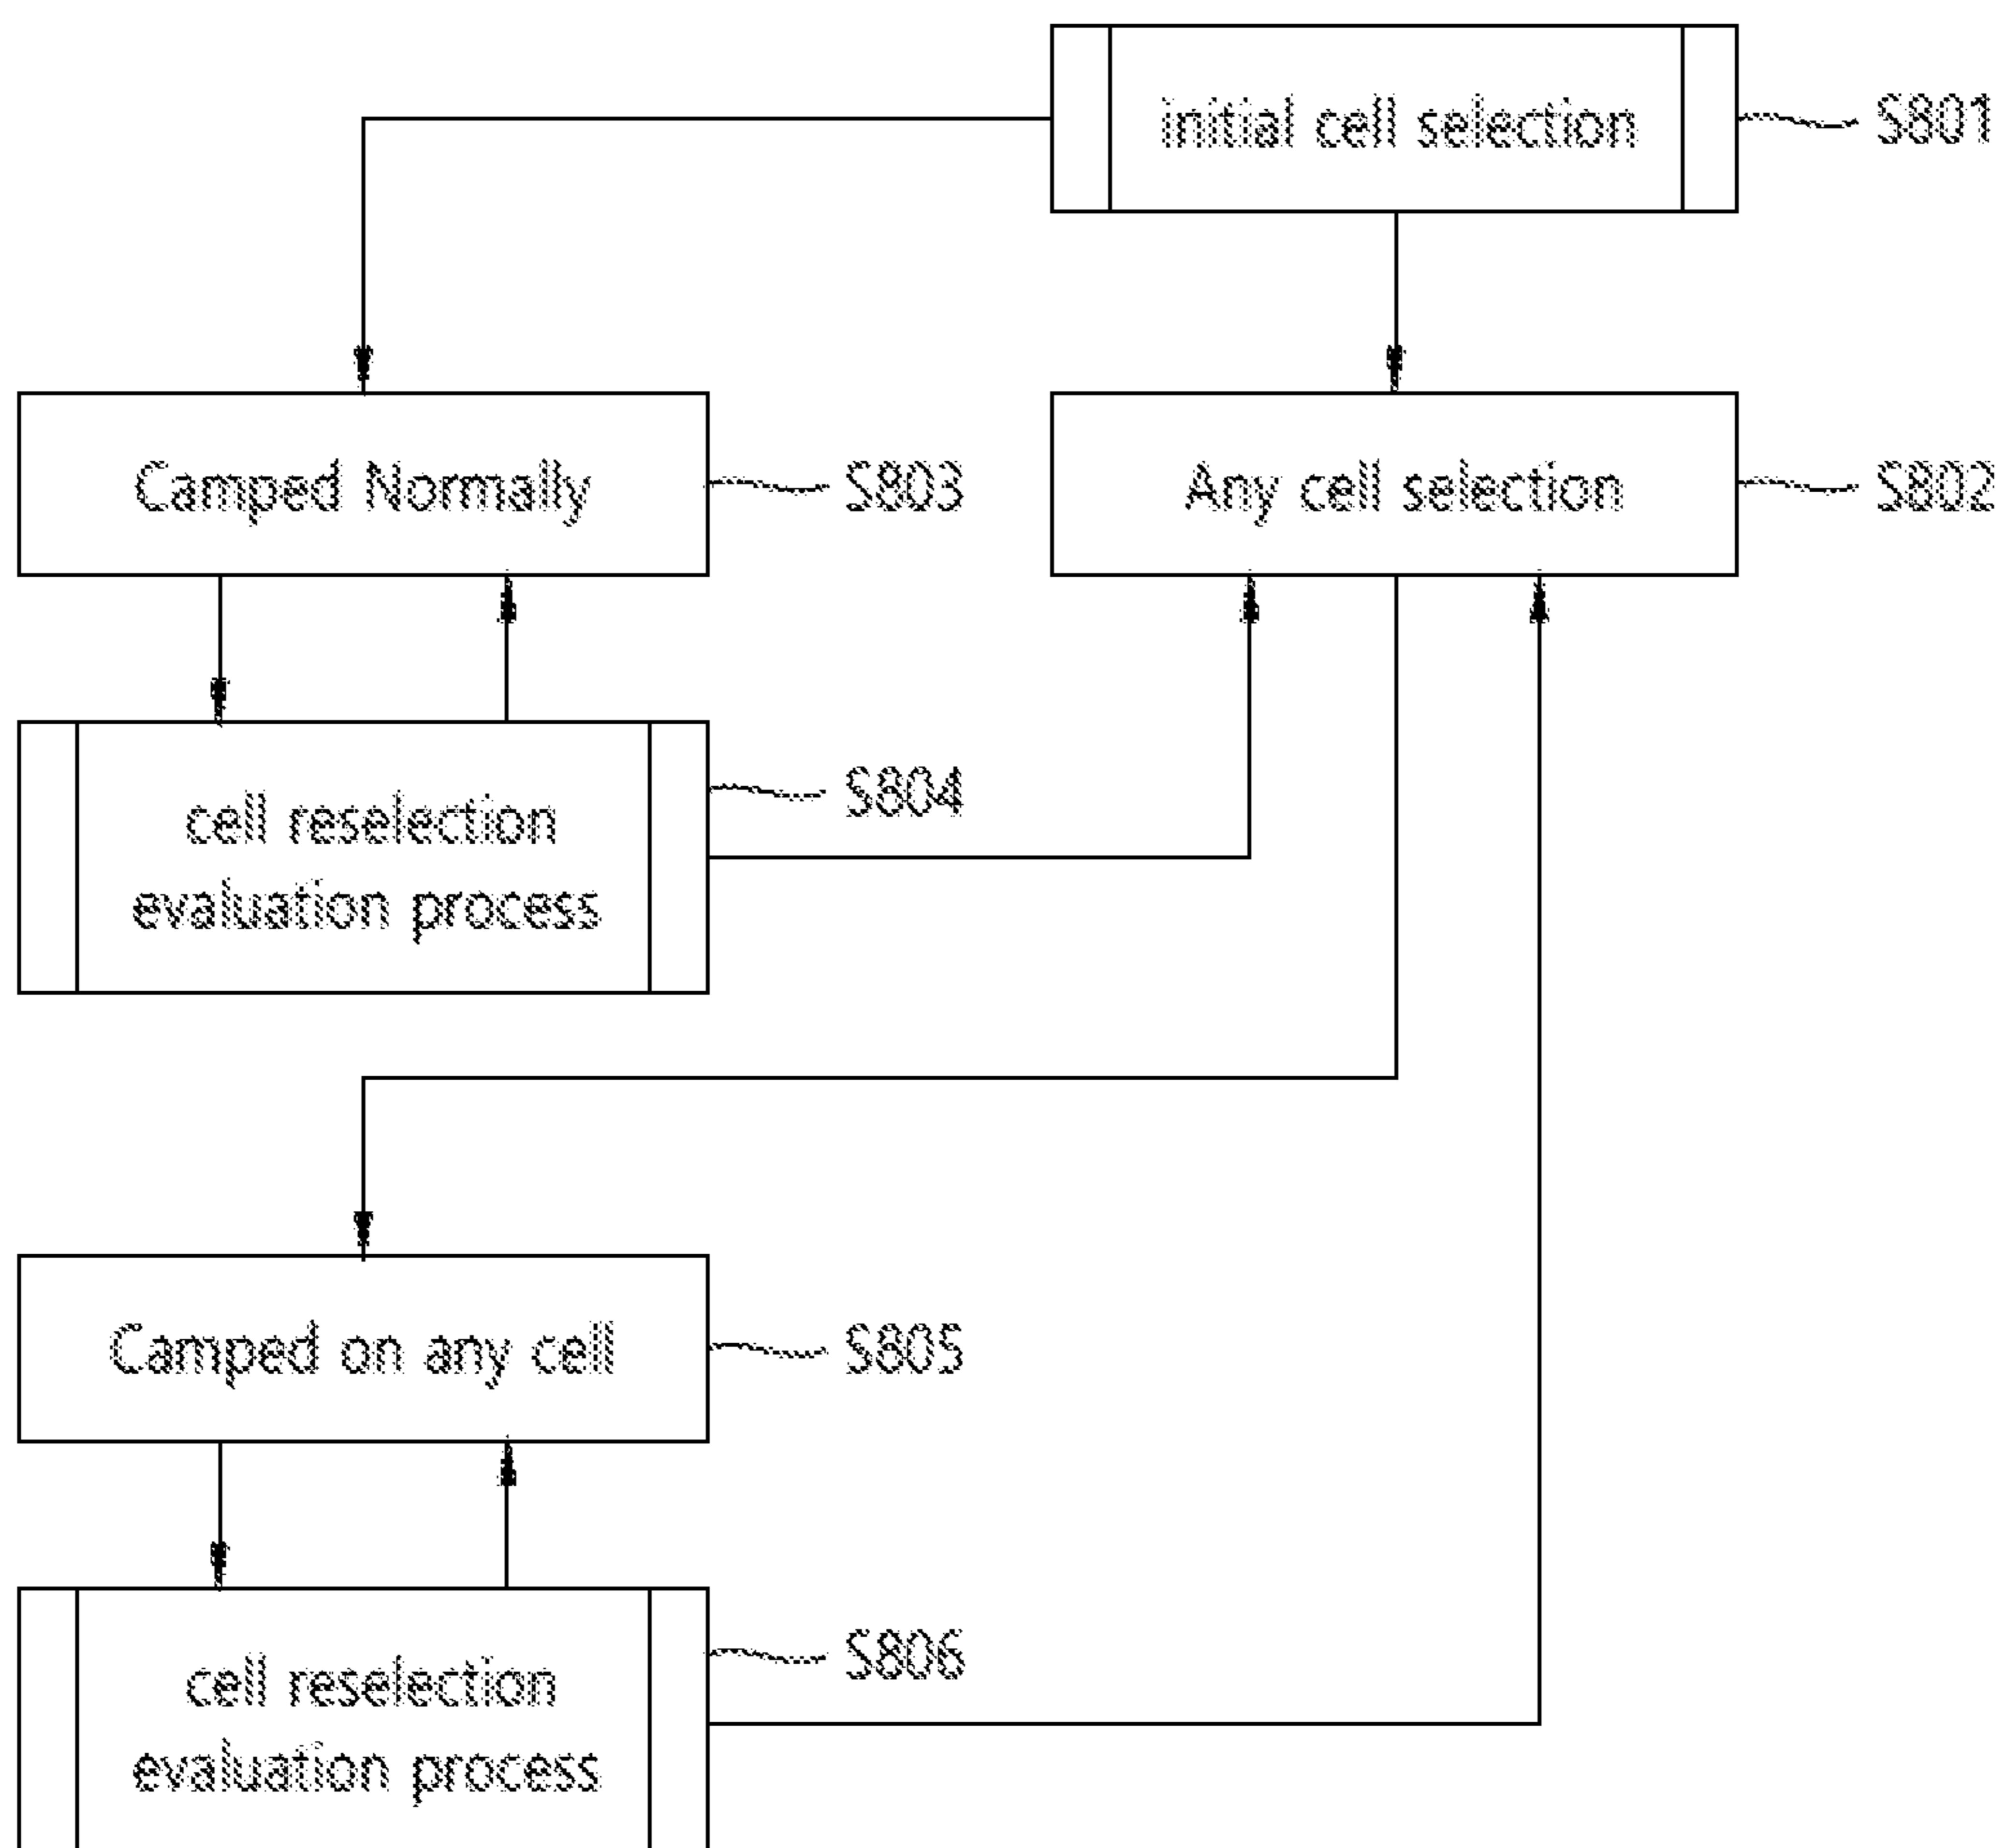 initial cell selection
S801
Camped Normally
S803
Any cell selection
S802
cell reselection
evaluation process
S804
Camped on any cell
S805
cell reselection
evaluation process
S806